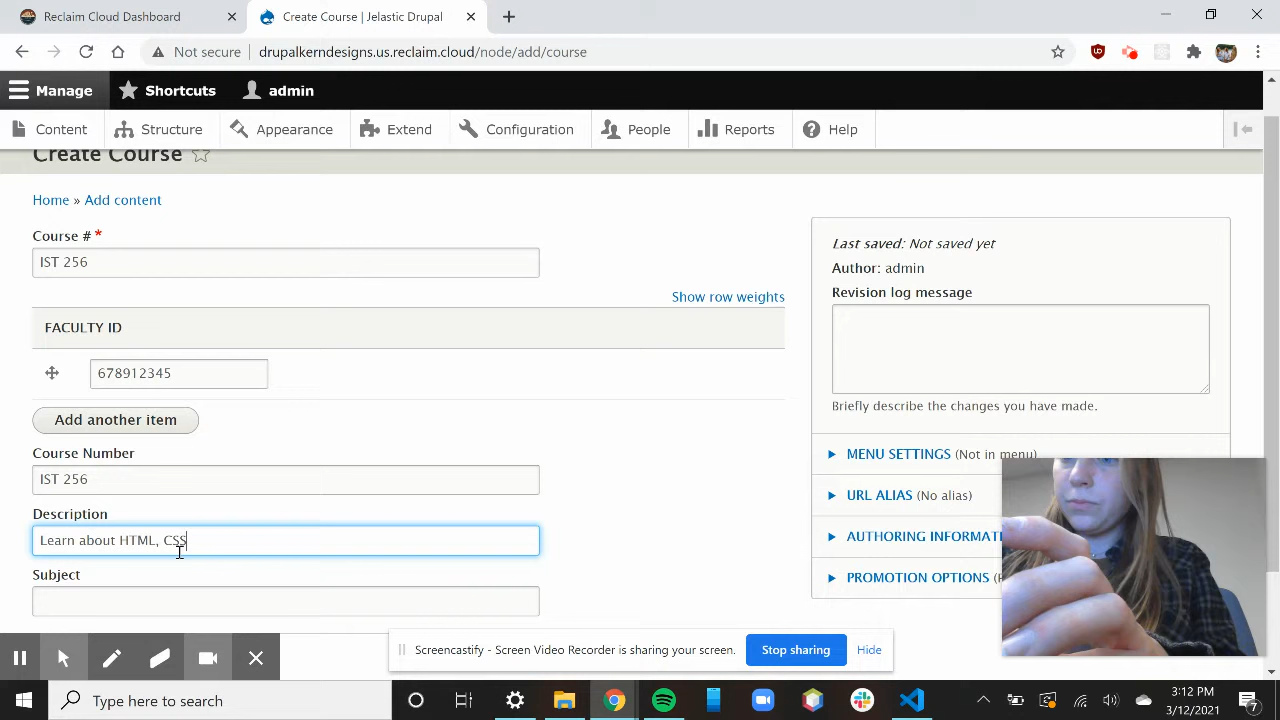 Reclaim Cloud Dashboard
Create Course | Jelastic Drupal
Not secure
drupalkerndesigns.us.reclaim.cloud/node/add/course
Manage
Shortcuts
admin
Content
Structure
Appearance
Extend
Configuration
People
Reports
Help
Create Course
Home » Add content
Course # *
IST 256
Show row weights
FACULTY ID
678912345
Add another item
Course Number
IST 256
Description
Learn about HTML, CSS
Subject
Last saved: Not saved yet
Author: admin
Revision log message
Briefly describe the changes you have made.
MENU SETTINGS (Not in menu)
URL ALIAS (No alias)
AUTHORING INFORMATI
PROMOTION OPTIONS (
Screencastify - Screen Video Recorder is sharing your screen.
Stop sharing
Hide
Type here to search
3:12 PM
3/12/2021
7